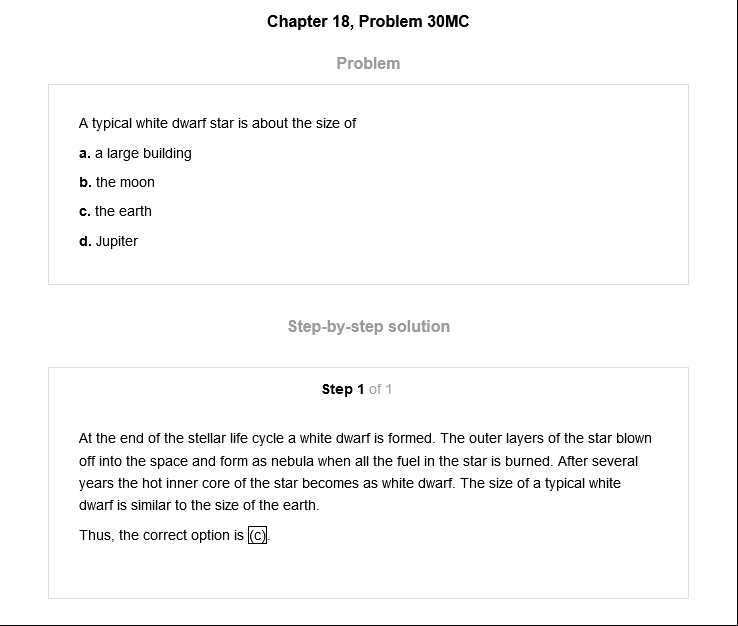 Chapter 18, Problem 30MC
Problem
A typical white dwarf star is about the size of
a. a large building
b. the moon
c. the earth
d. Jupiter
Step-by-step solution
Step 1 of 1
At the end of the stellar life cycle a white dwarf is formed. The outer layers of the star blown
off into the space and form as nebula when all the fuel in the star is burned. After several
years the hot inner core of the star becomes as white dwarf. The size of a typical white
dwarf is similar to the size of the earth.
Thus, the correct option is (c).